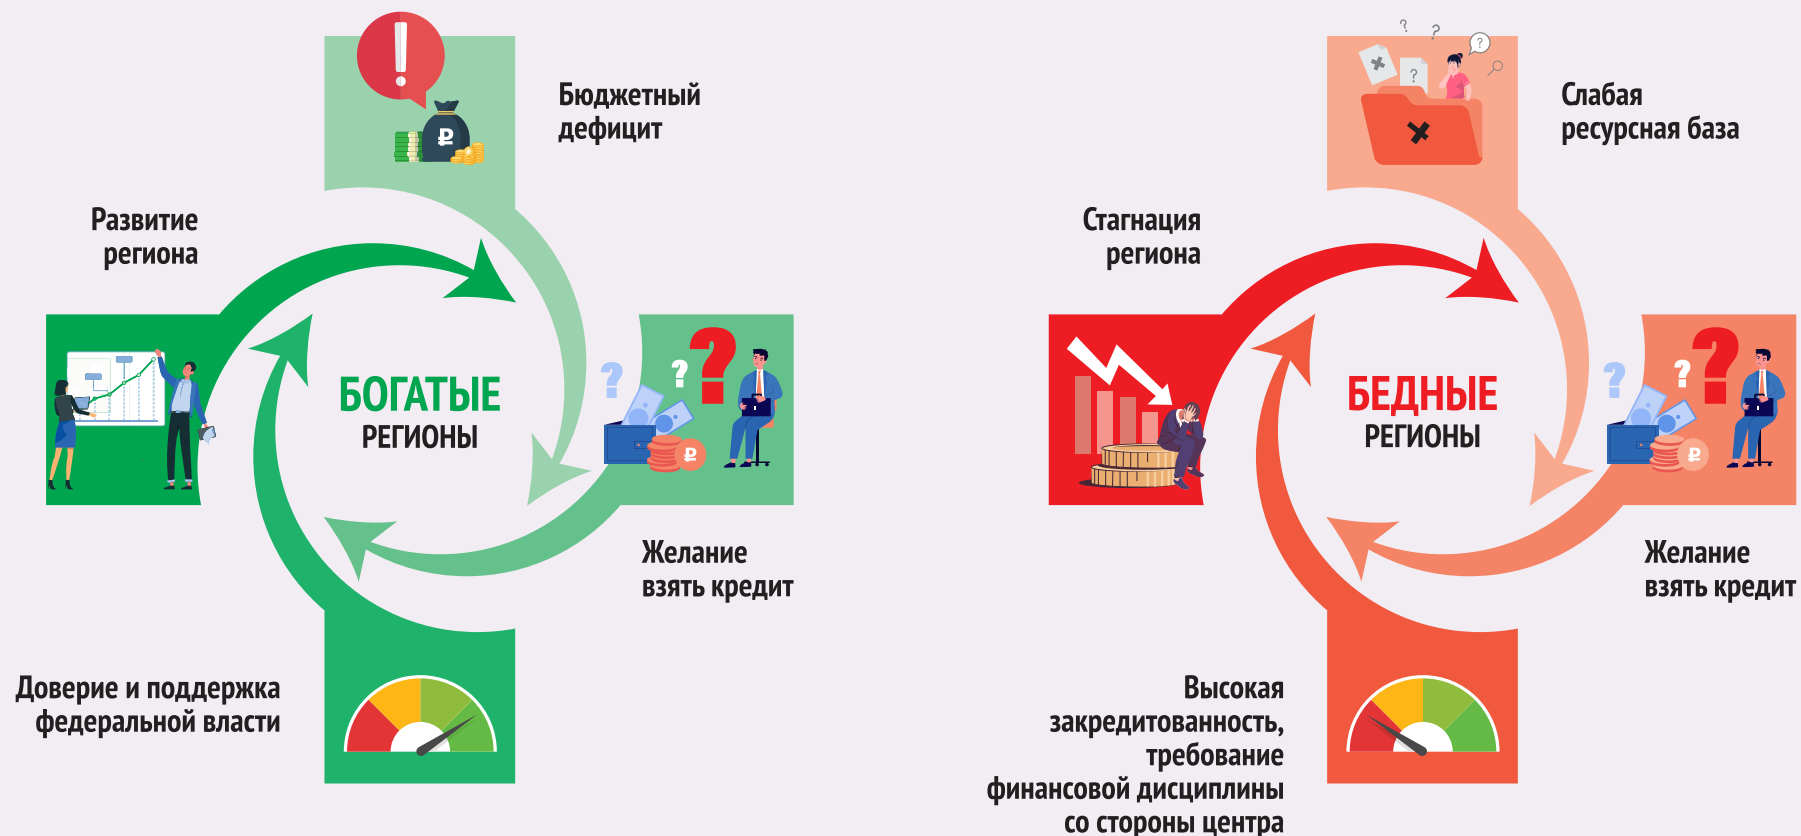 Бюджетный
дефицит
Развитие
региона
БОГАТЫЕ
РЕГИОНЫ
Желание
взять кредит
Доверие и поддержка
федеральной власти
Слабая
ресурсная база
Стагнация
региона
БЕДНЫЕ
РЕГИОНЫ
Желание
взять кредит
Высокая
закредитованность,
требование
финансовой дисциплины
со стороны центра